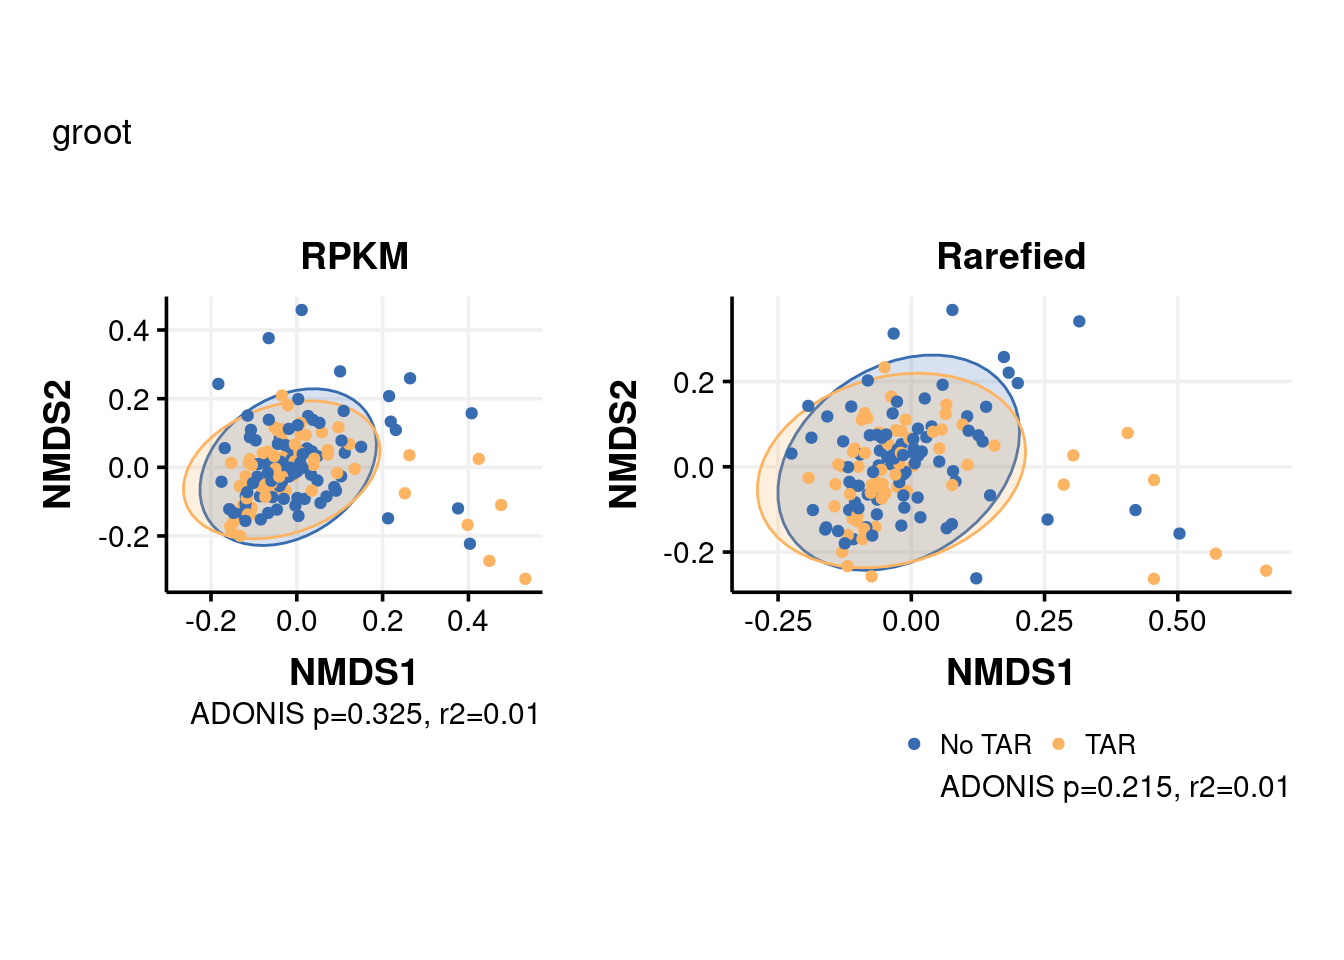 groot
RPKM
Rarefied
NMDS2
0.4
0.2
0.0
-0.2
-0.2 0.0 0.2 0.4
NMDS1
ADONIS p=0.325, r2=0.01
NMDS2
0.2
0.0
-0.2
-0.25 0.00 0.25 0.50
NMDS1
No TAR TAR
ADONIS p=0.215, r2=0.01